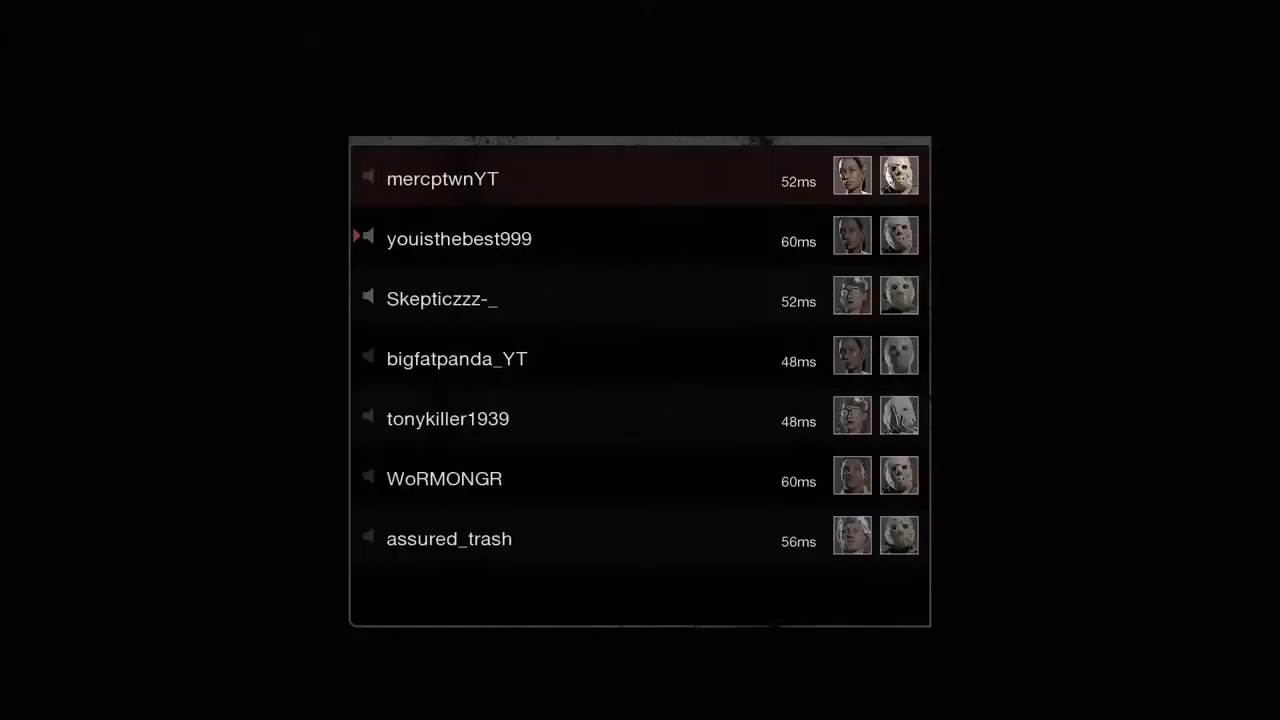 mercptwnYT 52ms
youisthebest999 60ms
Skepticzzz-_ 52ms
bigfatpanda_YT 48ms
tonykiller1939 48ms
WoRMONGR 60ms
assured_trash 56ms